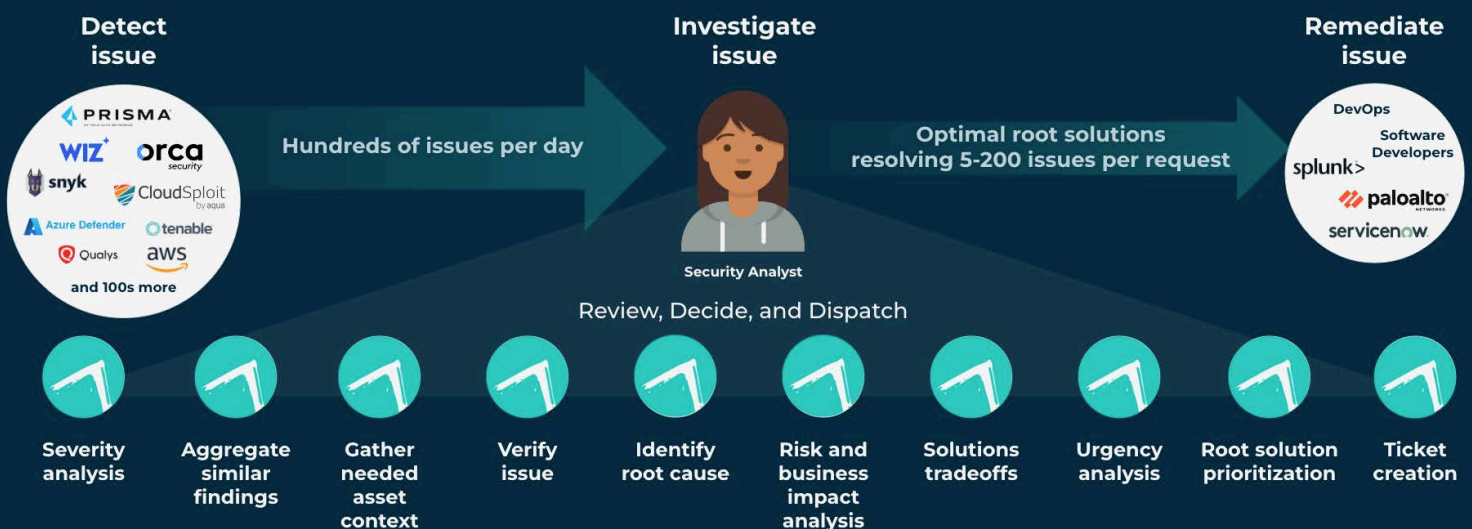 Detect
issue
Investigate
issue
Remediate
issue
PRISMA
WIZ
orca
security
snyk
CloudSploit
by aqua
Azure Defender
tenable
Qualys
aws
and 100s more
Hundreds of issues per day
Security Analyst
Optimal root solutions
resolving 5-200 issues per request
DevOps
Software
Developers
splunk>
paloalto
NETWORKS
servicenow
Review, Decide, and Dispatch
Severity
analysis
Aggregate
similar
findings
Gather
needed
asset
context
Verify
issue
Identify
root cause
Risk and
business
impact
analysis
Solutions
tradeoffs
Urgency
analysis
Root solution
prioritization
Ticket
creation